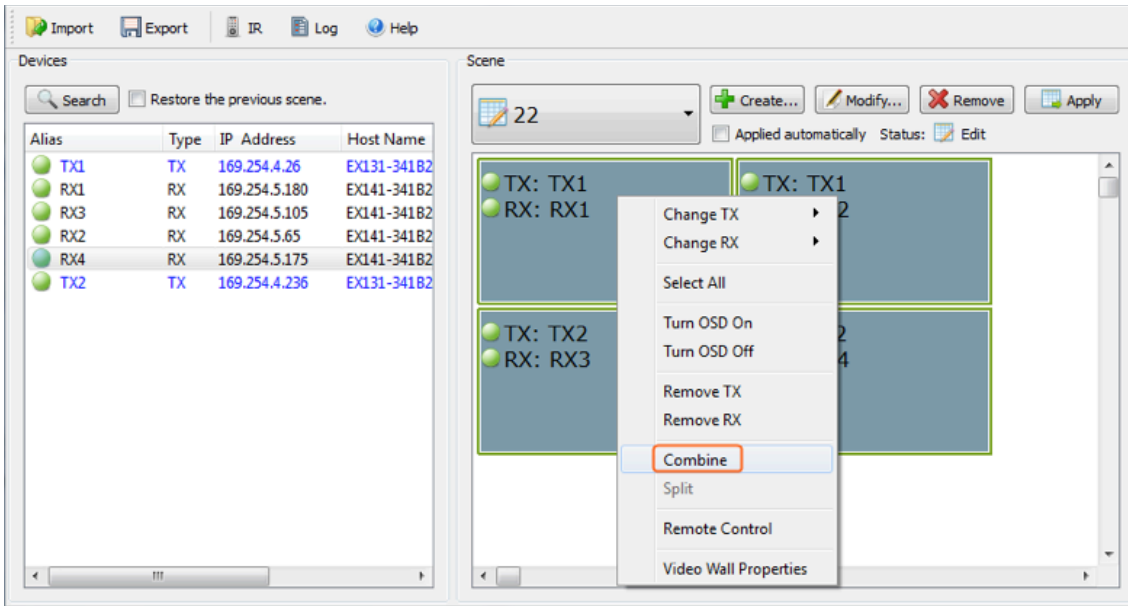 Import Export IR Log Help
Devices
Search Restore the previous scene.
Alias Type IP Address Host Name
TX1 TX 169.254.4.26 EX131-341B2
RX1 RX 169.254.5.180 EX141-341B2
RX3 RX 169.254.5.105 EX141-341B2
RX2 RX 169.254.5.65 EX141-341B2
RX4 RX 169.254.5.175 EX141-341B2
TX2 TX 169.254.4.236 EX131-341B2
Scene
22
Create... Modify... Remove Apply
Applied automatically Status: Edit
TX: TX1
RX: RX1
TX: TX1
2
TX: TX2
RX: RX3
2
4
Change TX
Change RX
Select All
Turn OSD On
Turn OSD Off
Remove TX
Remove RX
Combine
Split
Remote Control
Video Wall Properties